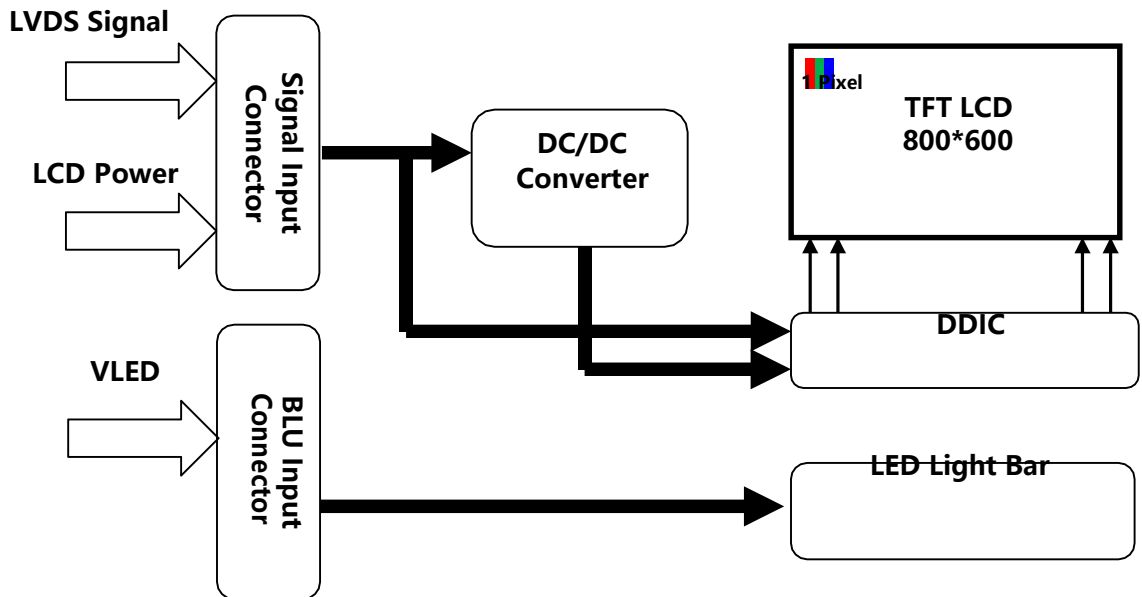 LVDS Signal
LCD Power
Signal Input
Connector
DC/DC
Converter
1 Pixel
TFT LCD
800*600
DDIC
VLED
BLU Input
Connector
LED Light Bar